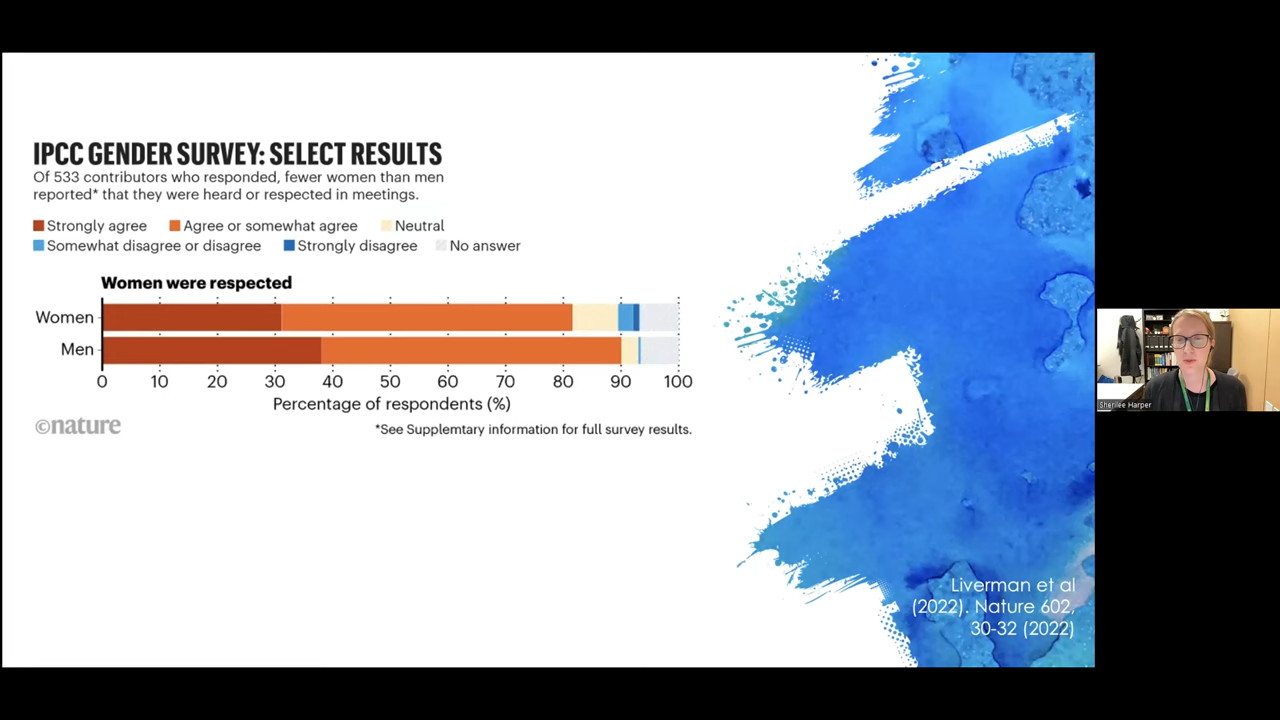 IPCC GENDER SURVEY: SELECT RESULTS
Of 533 contributors who responded, fewer women than men
reported* that they were heard or respected in meetings.
Strongly agree Agree or somewhat agree Neutral
Somewhat disagree or disagree Strongly disagree No answer
Women were respected
Women
Men
0 10 20 30 40 50 60 70 80 90 100
Percentage of respondents (%)
©nature
*See Supplemtary information for full survey results.
Sherilee Harper
Liverman et al
(2022). Nature 602,
30-32 (2022)